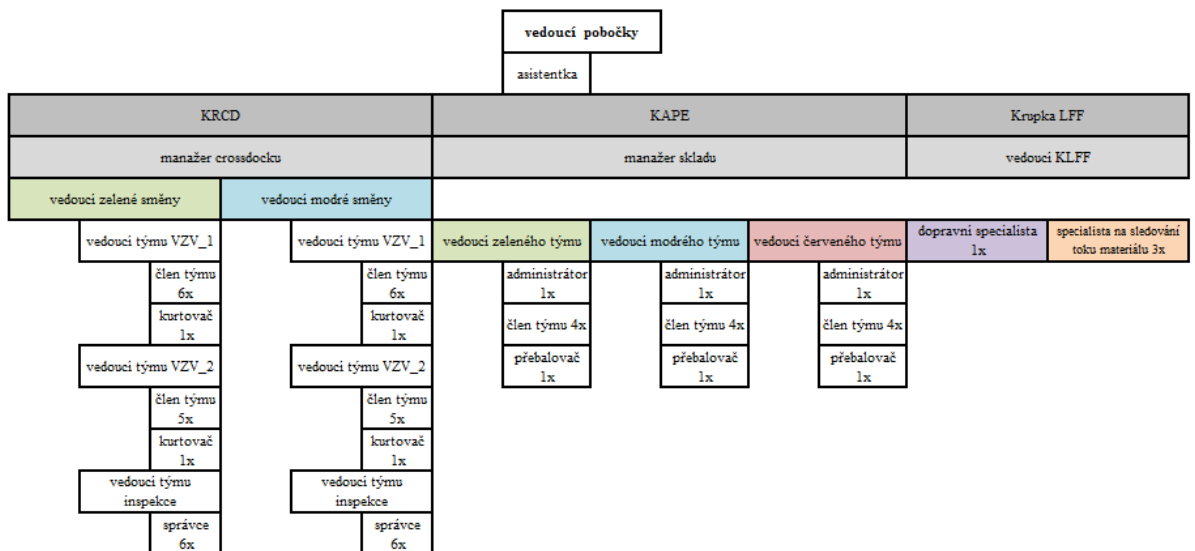 vedoucí pobočky
asistentka
KRCD
KAPE
Krupka LFF
manažer crossdocku
manažer skladu
vedoucí KLFF
vedoucí zelené směny
vedoucí modré směny
vedoucí týmu VZV_1
vedoucí týmu VZV_1
vedoucí zeleného týmu
vedoucí modrého týmu
vedoucí červeného týmu
dopravní specialista
1x
specialista na sledování
toku materiálu 3x
člen týmu
6x
člen týmu
6x
administrátor
1x
administrátor
1x
administrátor
1x
kurtovač
1x
kurtovač
1x
člen týmu 4x
člen týmu 4x
člen týmu 4x
vedoucí týmu VZV_2
vedoucí týmu VZV_2
přebalovač
1x
přebalovač
1x
přebalovač
1x
člen týmu
5x
člen týmu
5x
kurtovač
1x
kurtovač
1x
vedoucí týmu
inspekce
vedoucí týmu
inspekce
správce
6x
správce
6x